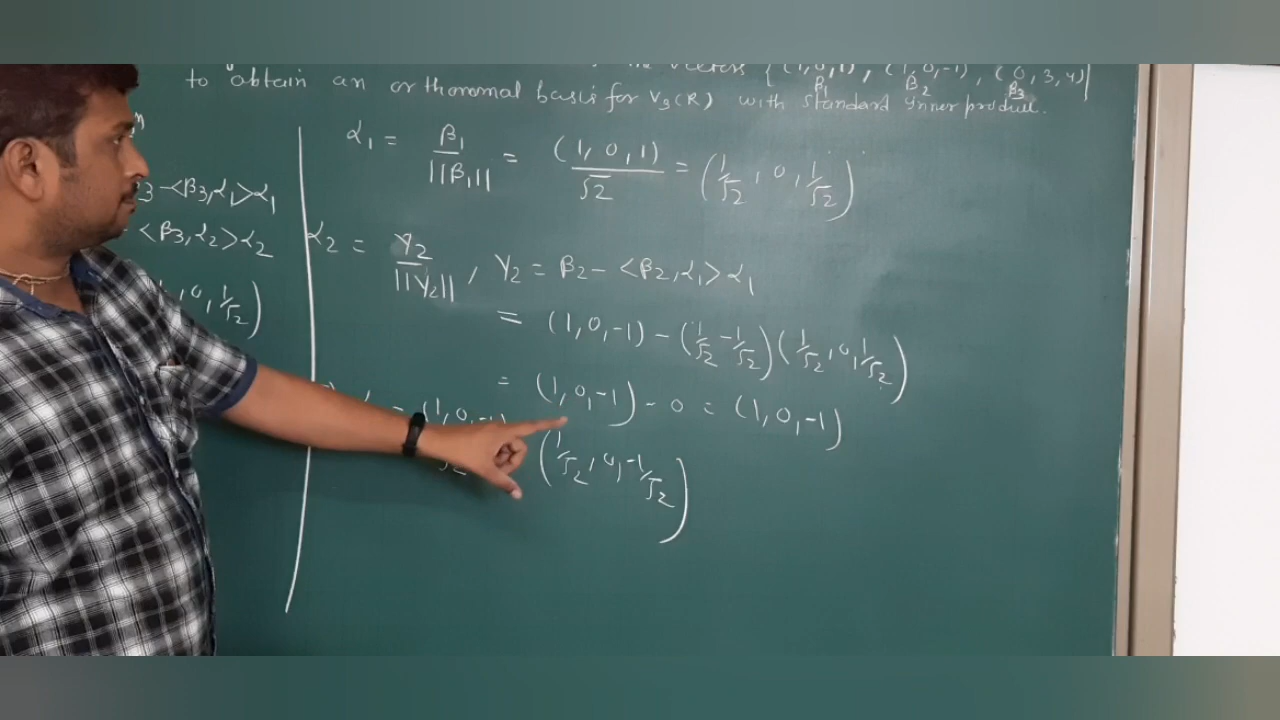 the vectors {(1,0,1), (1,0,-1), (0,3,4)}
β₁ β₂ β₃
to obtain an orthonormal basis for V₃(R) with standard inner product.
3 - <β₃,α₁>α₁
- <β₃,α₂>α₂
, 0, 1/√2)
α₁ = β₁/||β₁|| = (1,0,1)/√2 = (1/√2, 0, 1/√2)
α₂ = γ₂/||γ₂||, γ₂ = β₂ - <β₂,α₁>α₁
= (1,0,-1) - (1/√2 - 1/√2)(1/√2, 0, 1/√2)
= (1,0,-1) - 0 = (1,0,-1)
= (1,0,-1)/√2 (1/√2, 0, -1/√2)